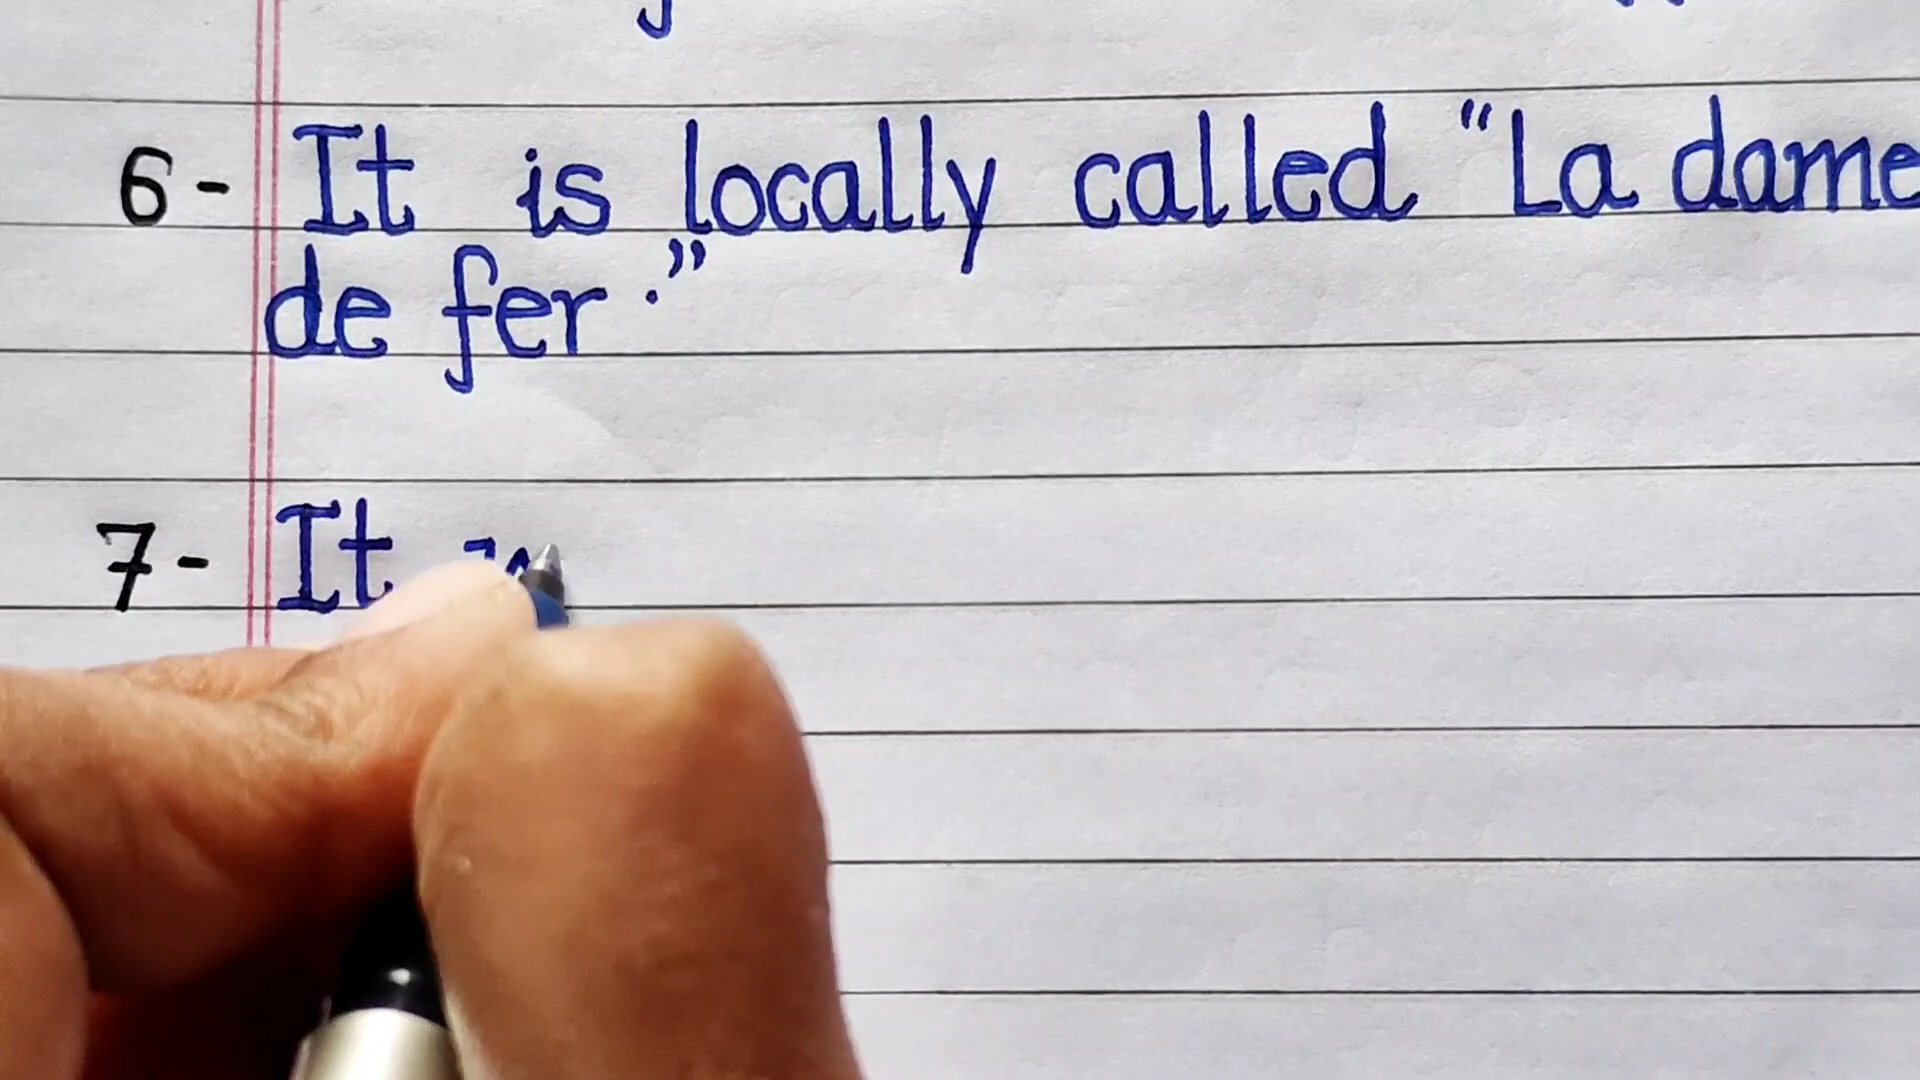 6- It is locally called “La dame
de fer.”
7- It